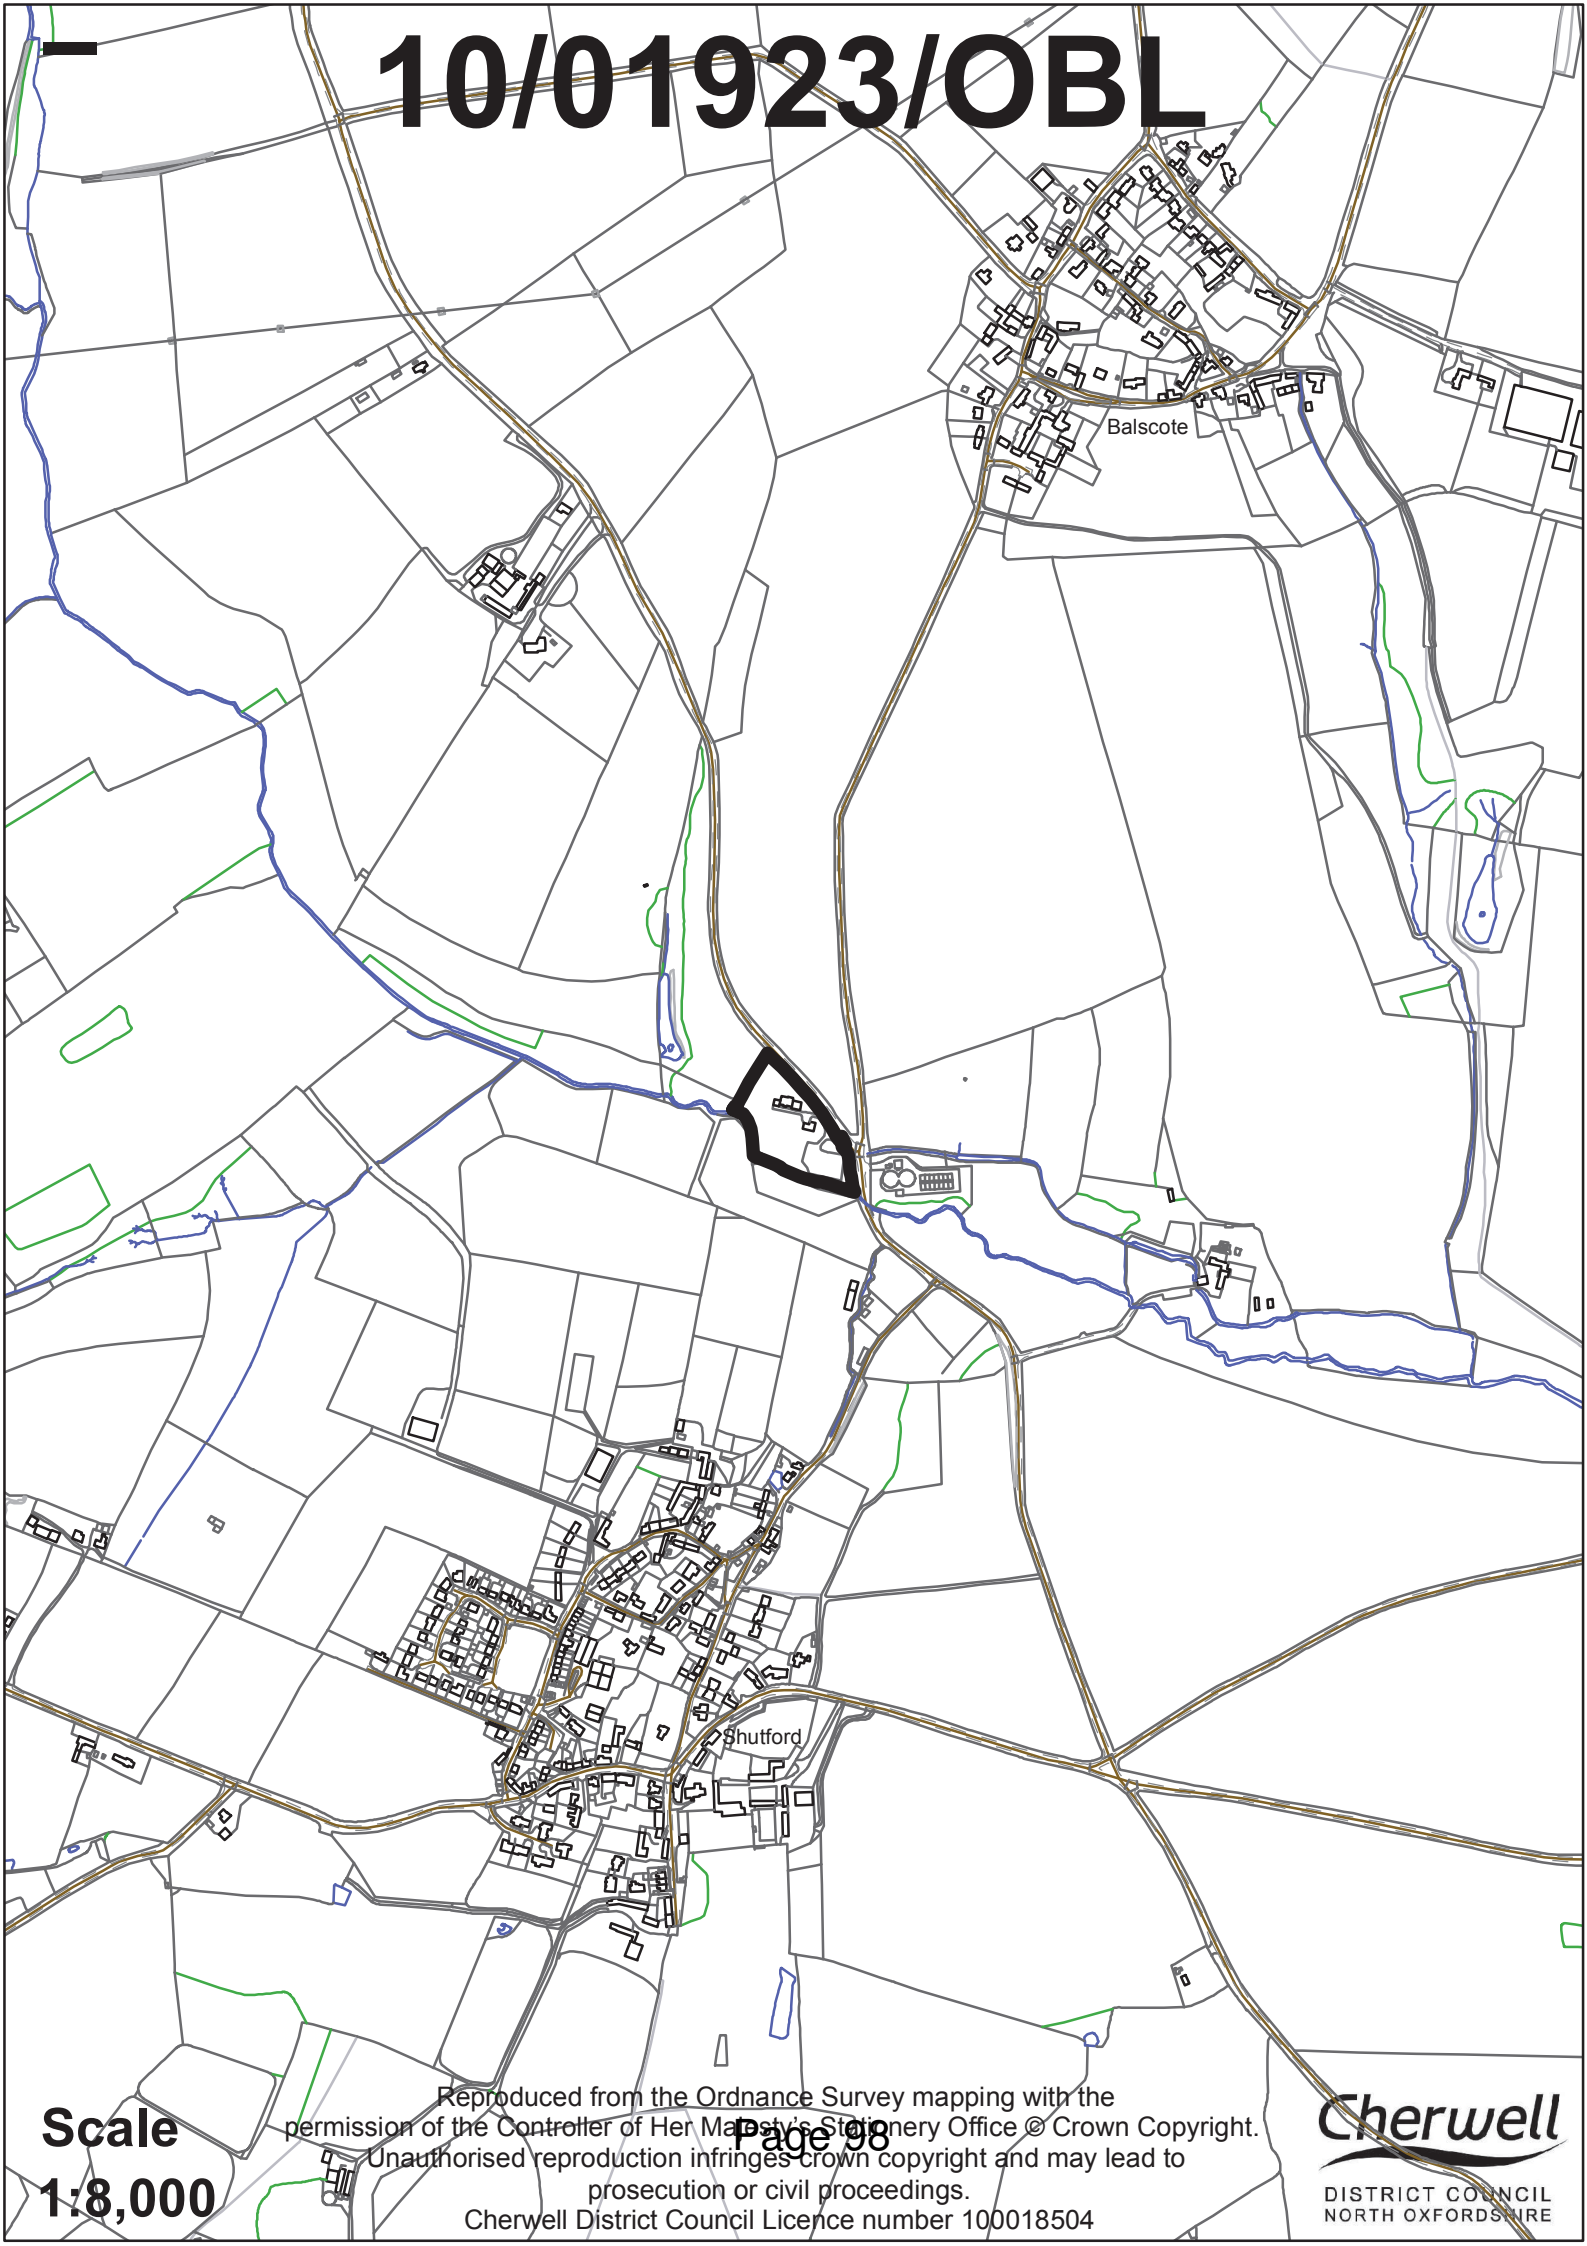 10/01923/OBL
Balscote
Shutford
Scale
1:8,000
Reproduced from the Ordnance Survey mapping with the
permission of the Controller of Her Majesty's Stationery Office © Crown Copyright.
Page 98
Unauthorised reproduction infringes crown copyright and may lead to
prosecution or civil proceedings.
Cherwell District Council Licence number 100018504
Cherwell
DISTRICT COUNCIL
NORTH OXFORDSHIRE